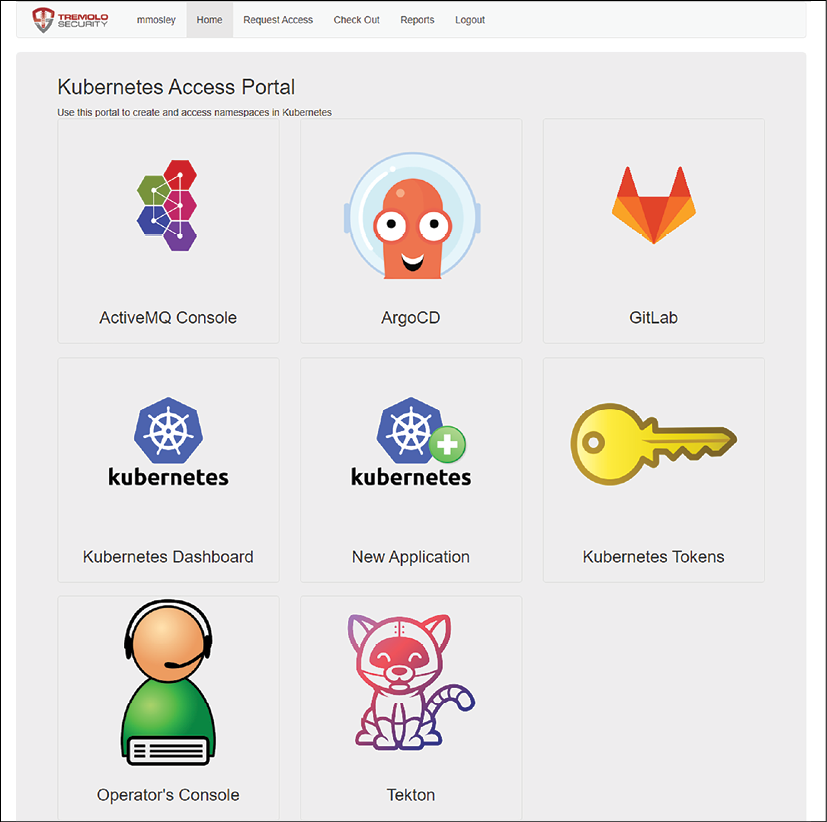 TREMOLO
SECURITY
mmosley
Home
Request Access
Check Out
Reports
Logout
Kubernetes Access Portal
Use this portal to create and access namespaces in Kubernetes
ActiveMQ Console
ArgoCD
GitLab
kubernetes
kubernetes
Kubernetes Dashboard
New Application
Kubernetes Tokens
Operator's Console
Tekton